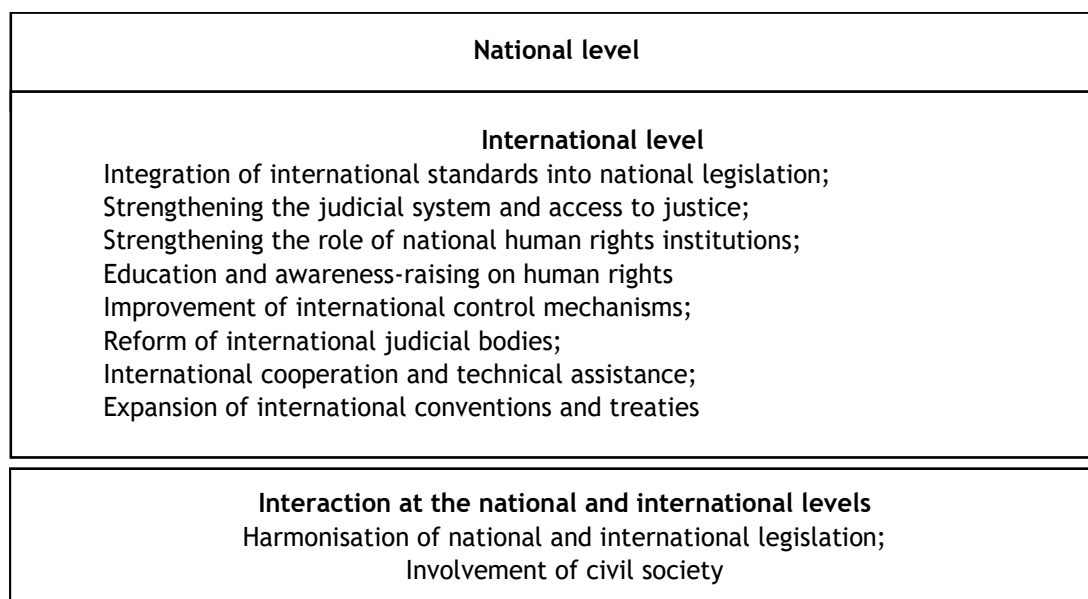 National level
International level
Integration of international standards into national legislation;
Strengthening the judicial system and access to justice;
Strengthening the role of national human rights institutions;
Education and awareness-raising on human rights
Improvement of international control mechanisms;
Reform of international judicial bodies;
International cooperation and technical assistance;
Expansion of international conventions and treaties
Interaction at the national and international levels
Harmonisation of national and international legislation;
Involvement of civil society